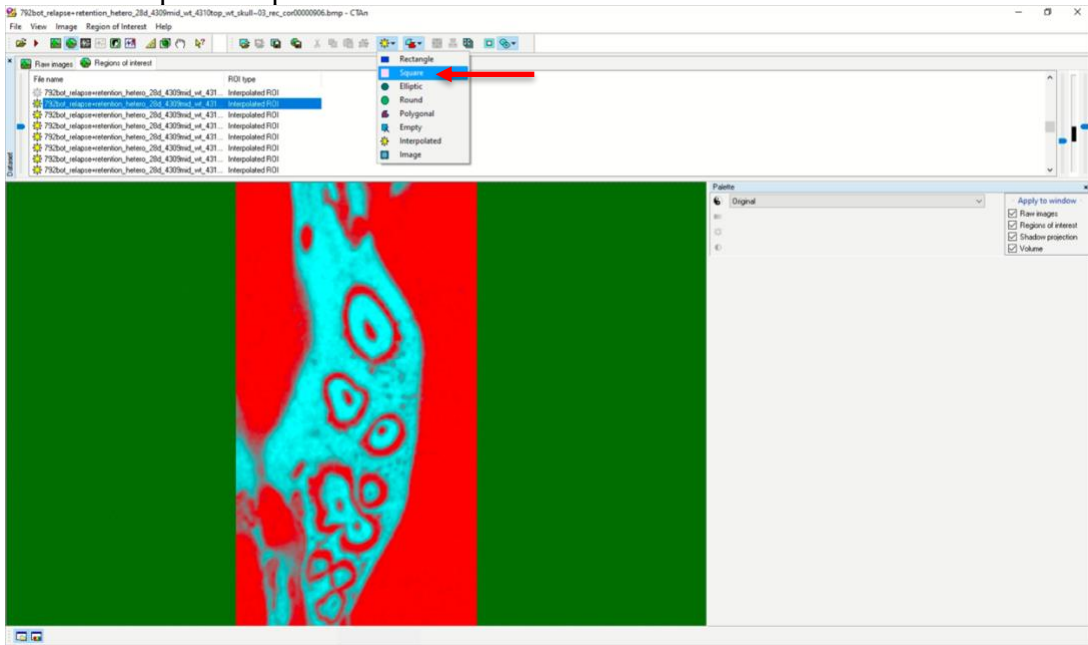 792bot_relapse+retention_hetero_28d_4309mid_wt_4310top_wt_skull--03_rec_cor00000906.bmp - CTAn
File View Image Region of Interest Help
Raw images Regions of interest
File name ROI type
792bot_relapse+retention_hetero_28d_4309mid_wt_431... Interpolated ROI
792bot_relapse+retention_hetero_28d_4309mid_wt_431... Interpolated ROI
792bot_relapse+retention_hetero_28d_4309mid_wt_431... Interpolated ROI
792bot_relapse+retention_hetero_28d_4309mid_wt_431... Interpolated ROI
792bot_relapse+retention_hetero_28d_4309mid_wt_431... Interpolated ROI
792bot_relapse+retention_hetero_28d_4309mid_wt_431... Interpolated ROI
792bot_relapse+retention_hetero_28d_4309mid_wt_431... Interpolated ROI
792bot_relapse+retention_hetero_28d_4309mid_wt_431... Interpolated ROI
Dataset
Rectangle
Square
Elliptic
Round
Polygonal
Empty
Interpolated
Image
Palette
Original
Apply to window
Raw images
Regions of interest
Shadow projection
Volume